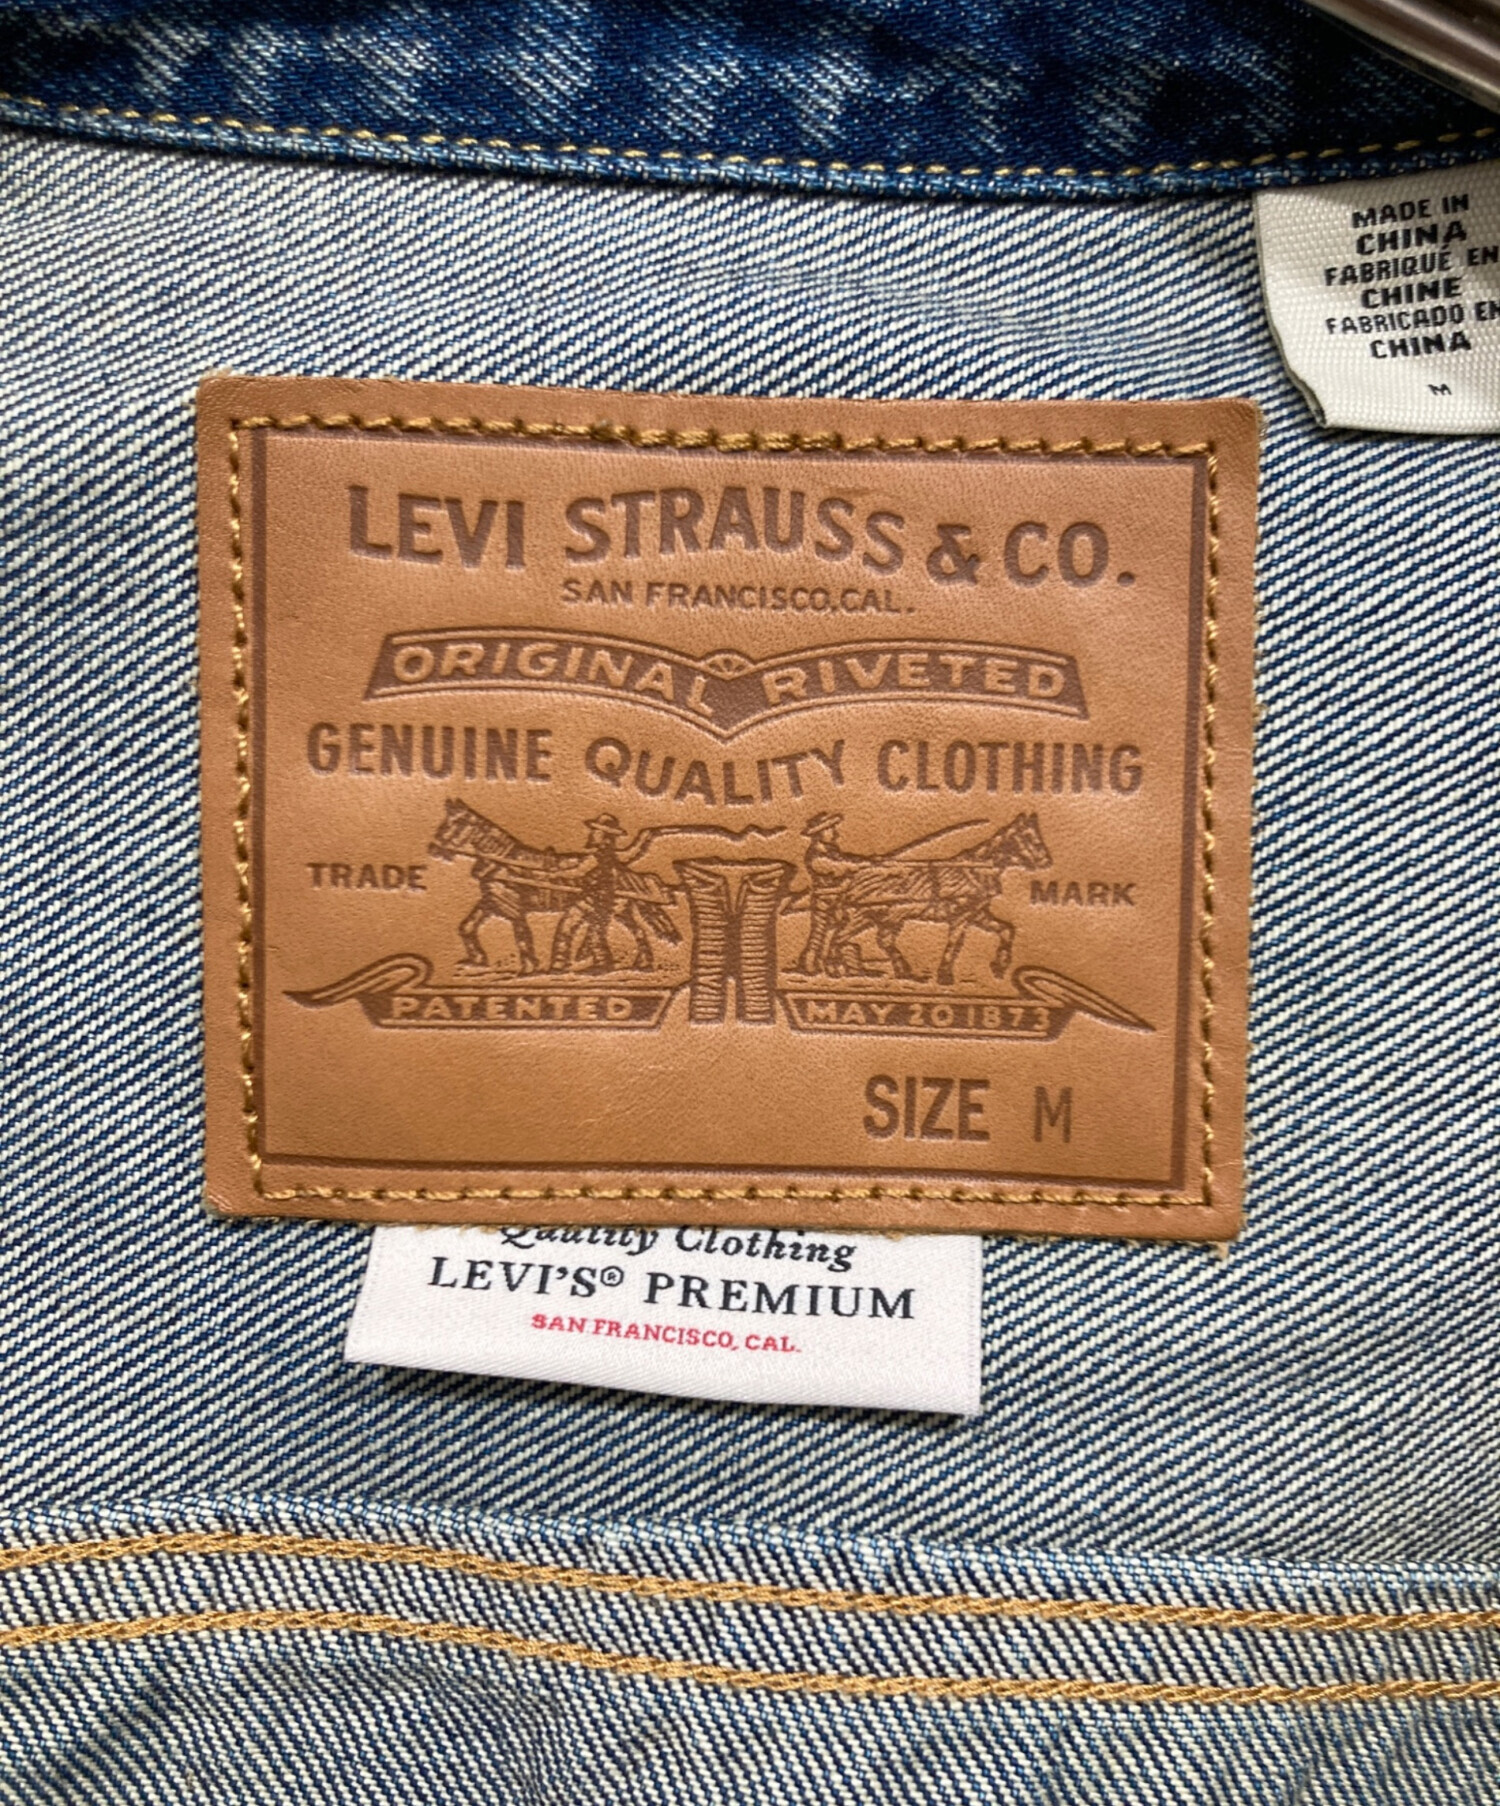 MADE IN
CHINA
FABRIQUÉ EN
CHINE
FABRICADO EN
CHINA
M
LEVI STRAUSS & CO.
SAN FRANCISCO, CAL.
ORIGINAL RIVETED
GENUINE QUALITY CLOTHING
TRADE MARK
PATENTED MAY 20 1873
SIZE M
Quality Clothing
LEVI'S® PREMIUM
SAN FRANCISCO, CAL.